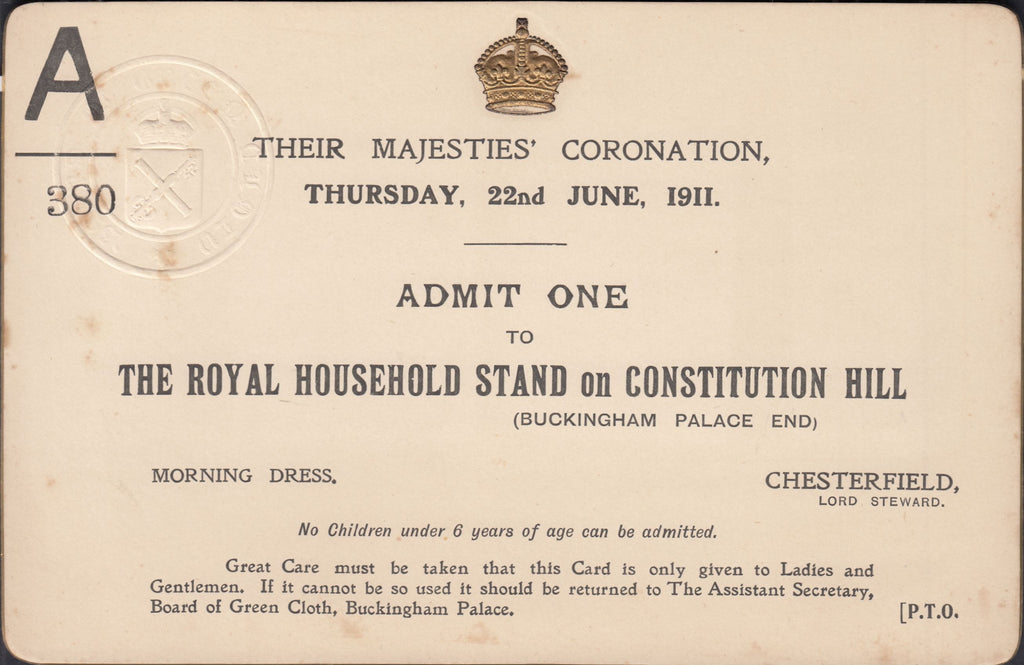 A
380
THEIR MAJESTIES' CORONATION,
THURSDAY, 22nd JUNE, 1911.
ADMIT ONE
TO
THE ROYAL HOUSEHOLD STAND on CONSTITUTION HILL
(BUCKINGHAM PALACE END)
MORNING DRESS.
CHESTERFIELD,
LORD STEWARD.
No Children under 6 years of age can be admitted.
Great Care must be taken that this Card is only given to Ladies and
Gentlemen. If it cannot be so used it should be returned to The Assistant Secretary,
Board of Green Cloth, Buckingham Palace.
[P.T.O.